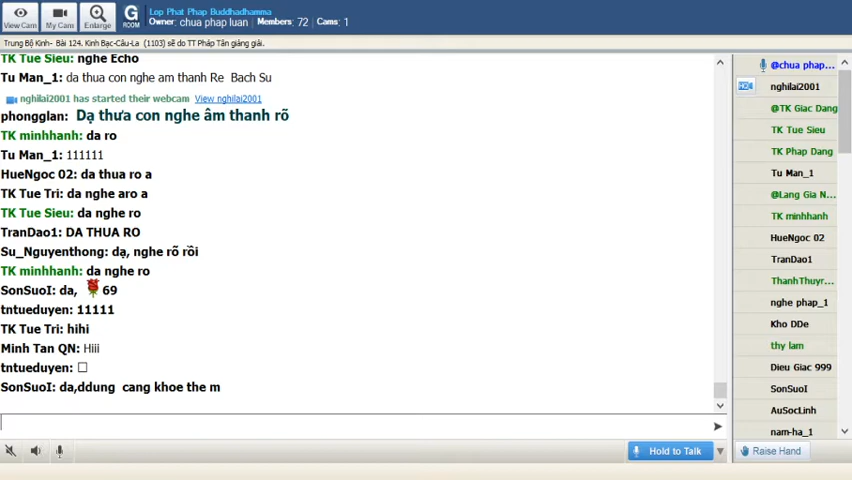 View Cam
My Cam
Enlarge
G
ROOM
Lop Phat Phap Buddhadhamma
Owner: chua phap luan Members: 72 Cams: 1
Trung Bộ Kinh- Bài 124. Kinh Bạc-Câu-La (1103) sẽ do TT Pháp Tân giảng giải.
TK Tue Sieu: nghe Echo
Tu Man_1: da thua con nghe am thanh Re Bach Su
nghilai2001 has started their webcam View nghilai2001
phongglan: Dạ thưa con nghe âm thanh rõ
TK minhhanh: da ro
Tu Man_1: 111111
HueNgoc 02: da thua ro a
TK Tue Tri: da nghe aro a
TK Tue Sieu: da nghe ro
TranDao1: DA THUA RO
Su_Nguyenthong: dạ, nghe rõ rồi
TK minhhanh: da nghe ro
SonSuoI: da, 69
tntueduyen: 11111
TK Tue Tri: hihi
Minh Tan QN: Hiii
tntueduyen: □
SonSuoI: da,ddung cang khoe the m
Hold to Talk
@chua phap...
nghilai2001
@TK Giac Dang
TK Tue Sieu
TK Phap Dang
Tu Man_1
@Lang Gia N...
TK minhhanh
HueNgoc 02
TranDao1
ThanhThuyr...
nghe phap_1
Kho DDe
thy lam
Dieu Giac 999
SonSuoI
AuSocLinh
nam-ha_1
Raise Hand